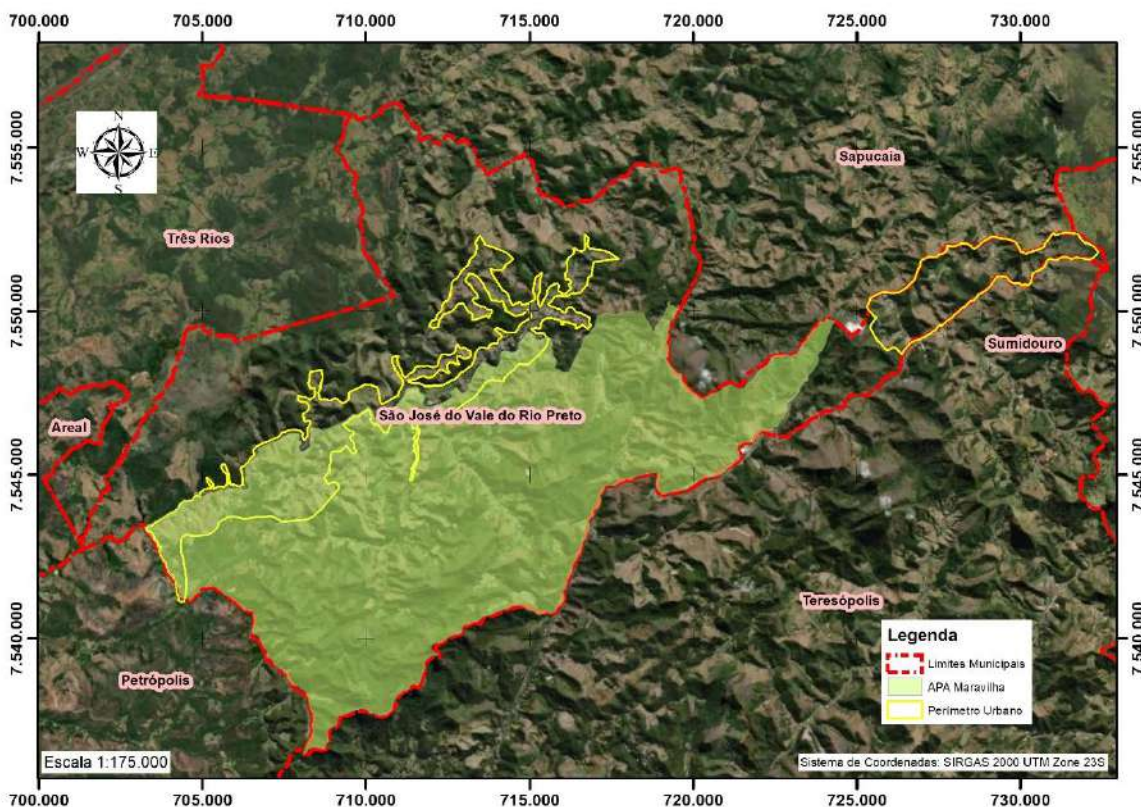 700.000 705.000 710.000 715.000 720.000 725.000 730.000
7.555.000
7.550.000
7.545.000
7.540.000
7.555.000
7.550.000
7.545.000
7.540.000
N
W E
S
Sapucaia
Três Rios
Sumidouro
São José do Vale do Rio Preto
Areal
Teresópolis
Petrópolis
Legenda
Limites Municipais
APA Maravilha
Perímetro Urbano
Escala 1:175.000
Sistema de Coordenadas: SIRGAS 2000 UTM Zone 23S
700.000 705.000 710.000 715.000 720.000 725.000 730.000